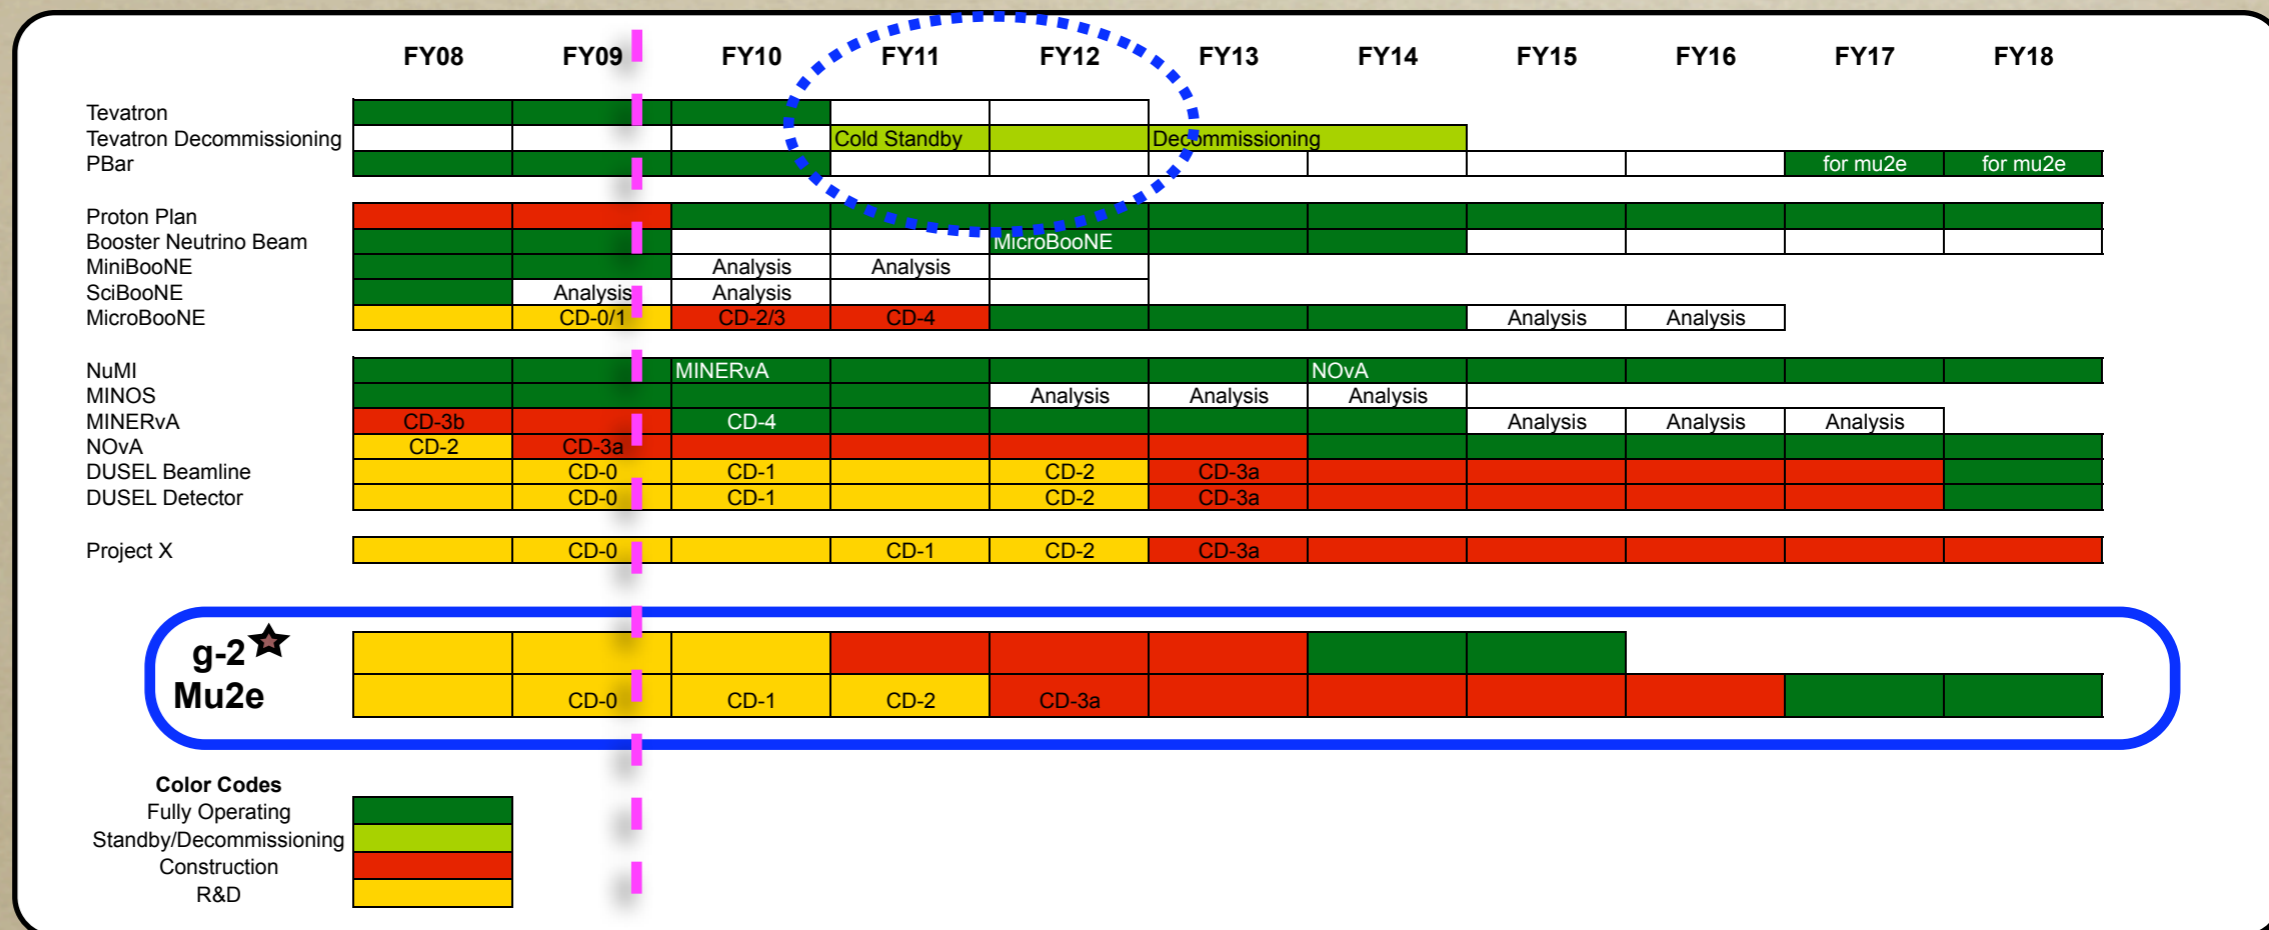 FY08 FY09 FY10 FY11 FY12 FY13 FY14 FY15 FY16 FY17 FY18
Tevatron
Tevatron Decommissioning Cold Standby Decommissioning
PBar for mu2e for mu2e
Proton Plan
Booster Neutrino Beam MicroBooNE
MiniBooNE Analysis Analysis
SciBooNE Analysis Analysis
MicroBooNE CD-0/1 CD-2/3 CD-4 Analysis Analysis
NuMI MINERvA NOvA
MINOS Analysis Analysis Analysis
MINERvA CD-3b CD-4 Analysis Analysis Analysis
NOvA CD-2 CD-3a
DUSEL Beamline CD-0 CD-1 CD-2 CD-3a
DUSEL Detector CD-0 CD-1 CD-2 CD-3a
Project X CD-0 CD-1 CD-2 CD-3a
g-2
Mu2e CD-0 CD-1 CD-2 CD-3a
Color Codes
Fully Operating
Standby/Decommissioning
Construction
R&D